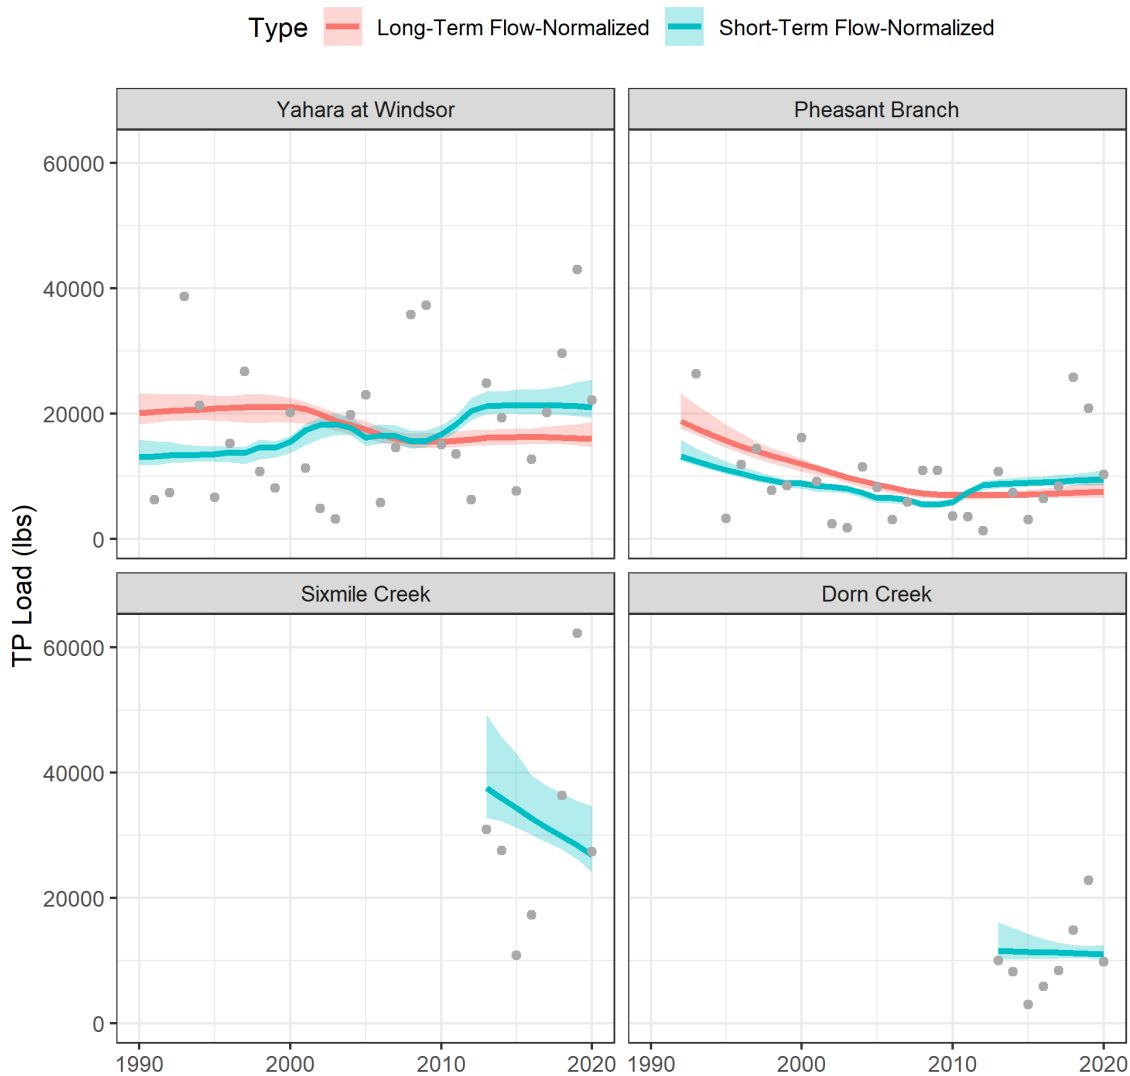 Type Long-Term Flow-Normalized Short-Term Flow-Normalized
Yahara at Windsor Pheasant Branch
60000
40000
20000
0
TP Load (lbs)
Sixmile Creek Dorn Creek
60000
40000
20000
0
1990 2000 2010 2020 1990 2000 2010 2020